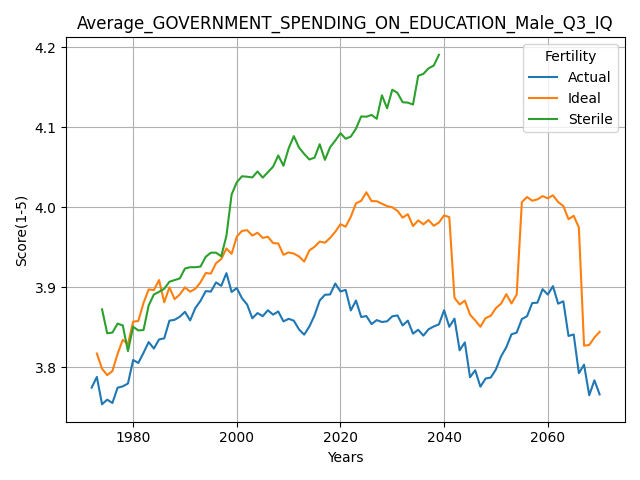 Average_GOVERNMENT_SPENDING_ON_EDUCATION_Male_Q3_IQ
4.2
4.1
4.0
3.9
3.8
Score(1-5)
Fertility
Actual
Ideal
Sterile
1980 2000 2020 2040 2060
Years